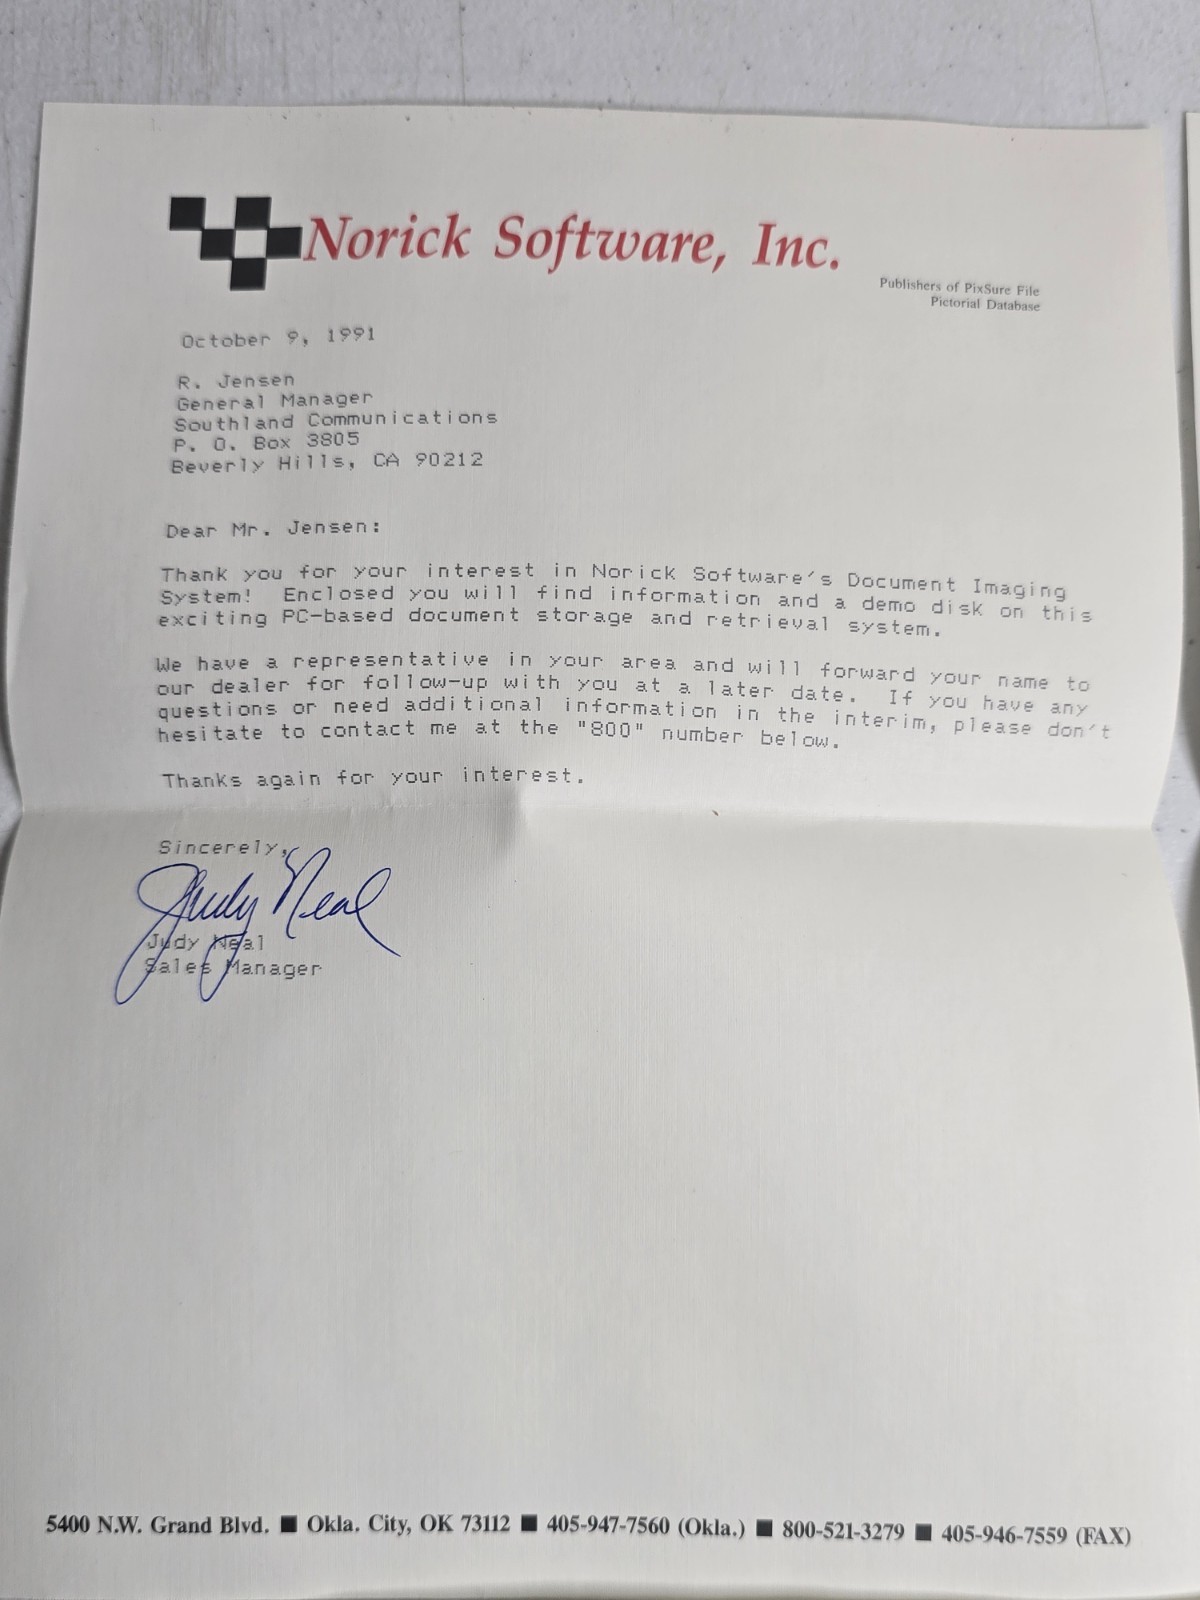 Norick Software, Inc.
Publishers of PixSure File
Pictorial Database
October 9, 1991
R. Jensen
General Manager
Southland Communications
P. O. Box 3805
Beverly Hills, CA 90212
Dear Mr. Jensen:
Thank you for your interest in Norick Software's Document Imaging
System!  Enclosed you will find information and a demo disk on this
exciting PC-based document storage and retrieval system.
We have a representative in your area and will forward your name to
our dealer for follow-up with you at a later date.  If you have any
questions or need additional information in the interim, please don't
hesitate to contact me at the "800" number below.
Thanks again for your interest.
Sincerely,
Judy Neal
Judy Neal
Sales Manager
5400 N.W. Grand Blvd. ■ Okla. City, OK 73112 ■ 405-947-7560 (Okla.) ■ 800-521-3279 ■ 405-946-7559 (FAX)